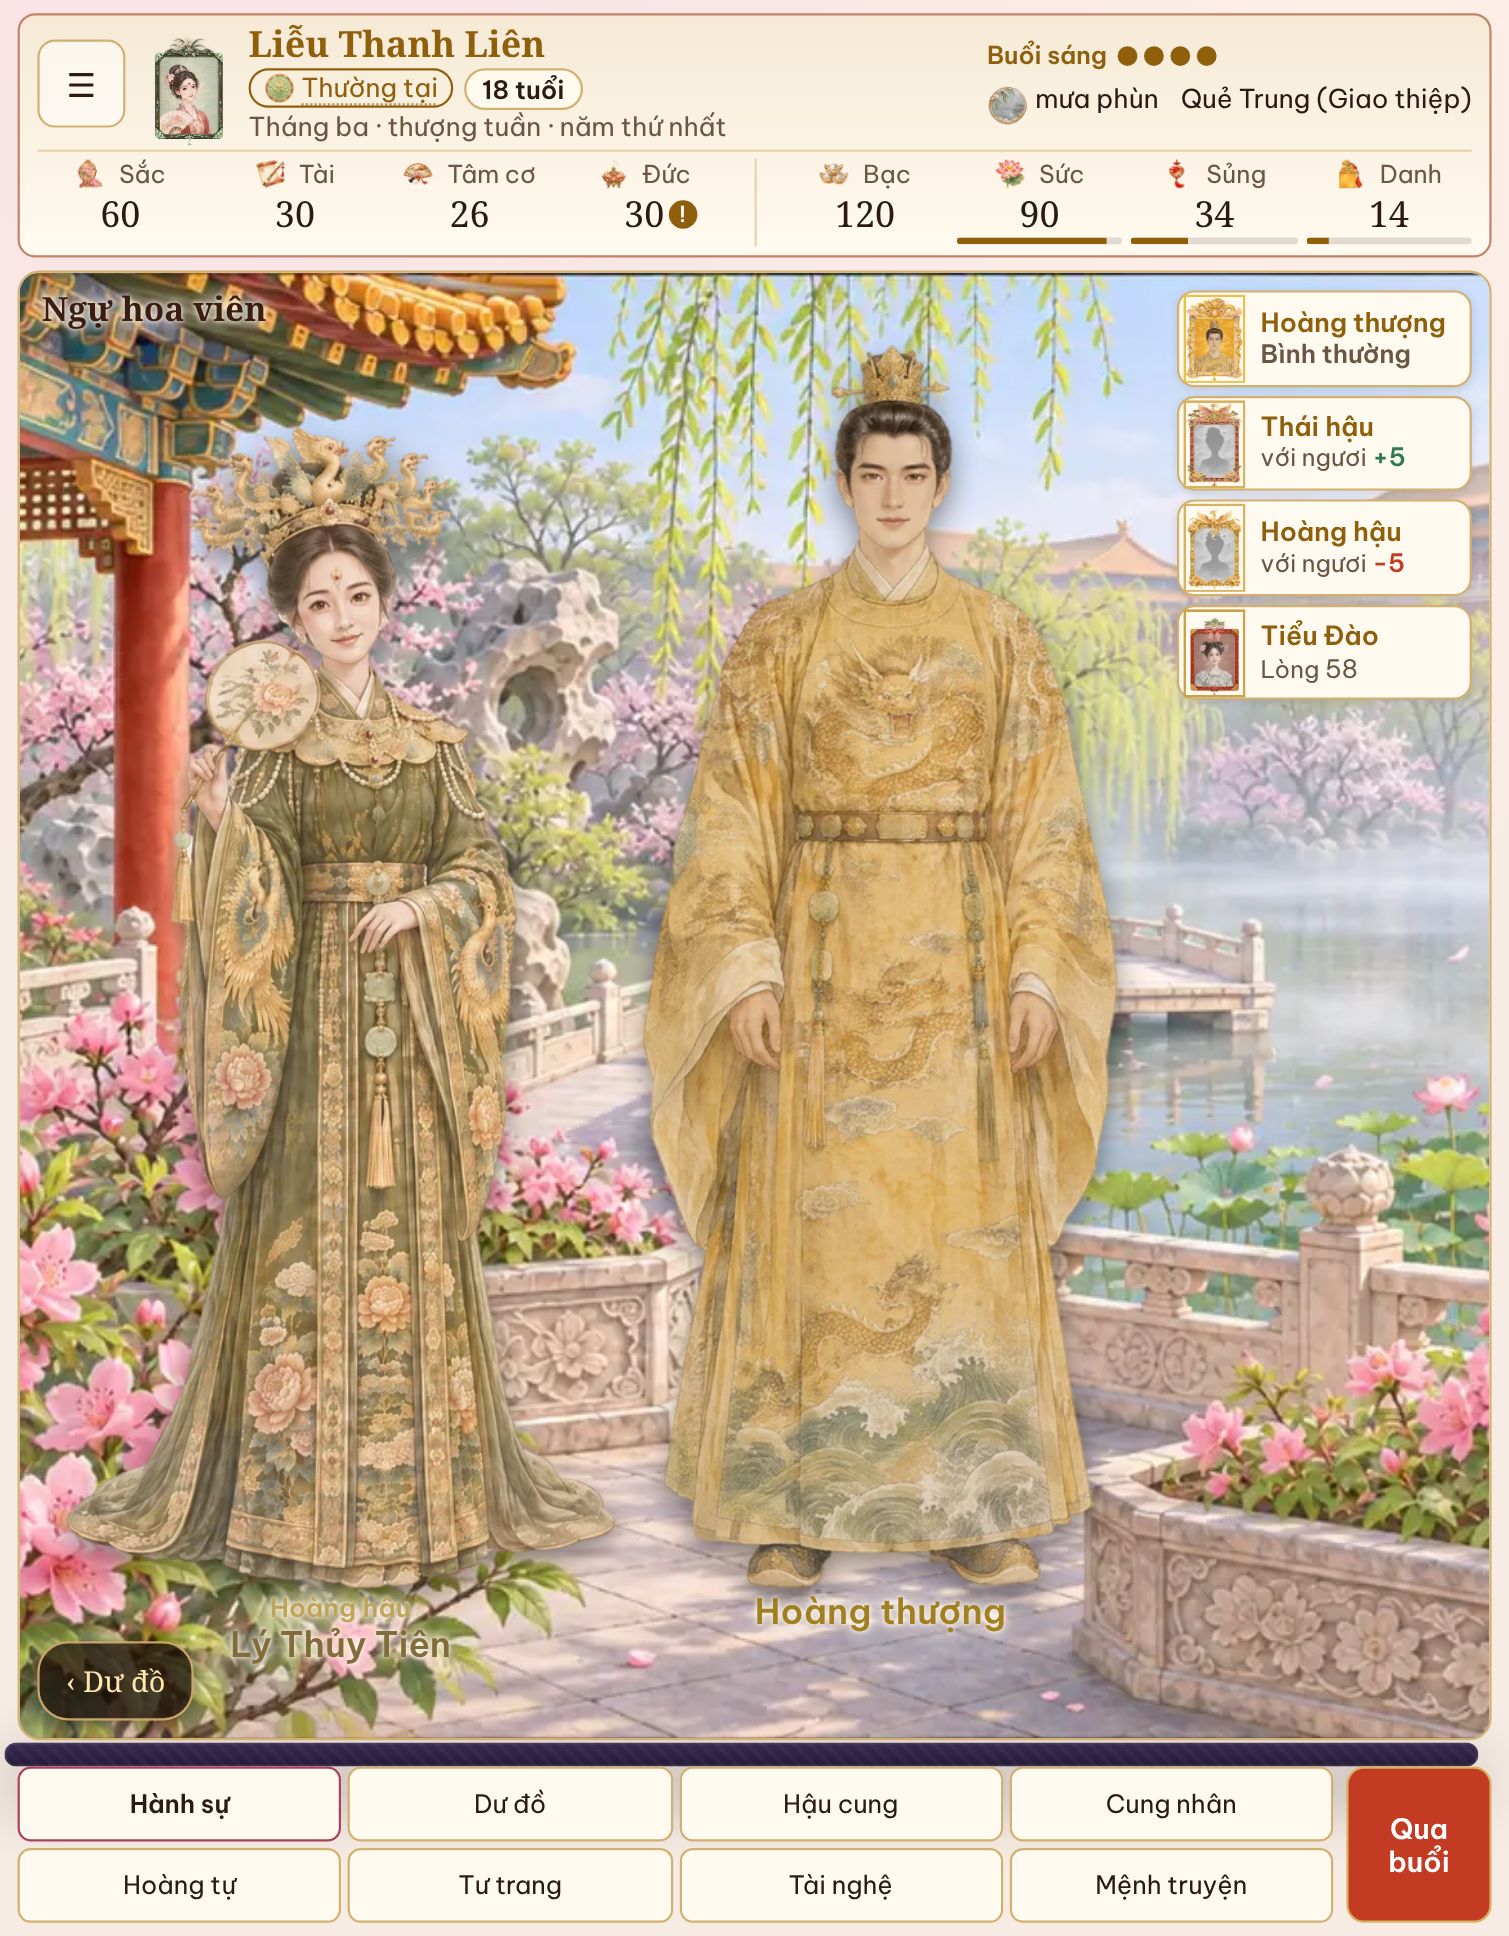 ☰
Liễu Thanh Liên
Thường tại
18 tuổi
Tháng ba · thượng tuần · năm thứ nhất
Buổi sáng
mưa phùn Quẻ Trung (Giao thiệp)
Sắc
60
Tài
30
Tâm cơ
26
Đức
30 !
Bạc
120
Sức
90
Sủng
34
Danh
14
Ngự hoa viên
Hoàng thượng
Bình thường
Thái hậu
với ngươi +5
Hoàng hậu
với ngươi -5
Tiểu Đào
Lòng 58
Hoàng hậu
Lý Thủy Tiên
Hoàng thượng
‹ Dư đồ
Hành sự
Dư đồ
Hậu cung
Cung nhân
Hoàng tự
Tư trang
Tài nghệ
Mệnh truyện
Qua
buổi